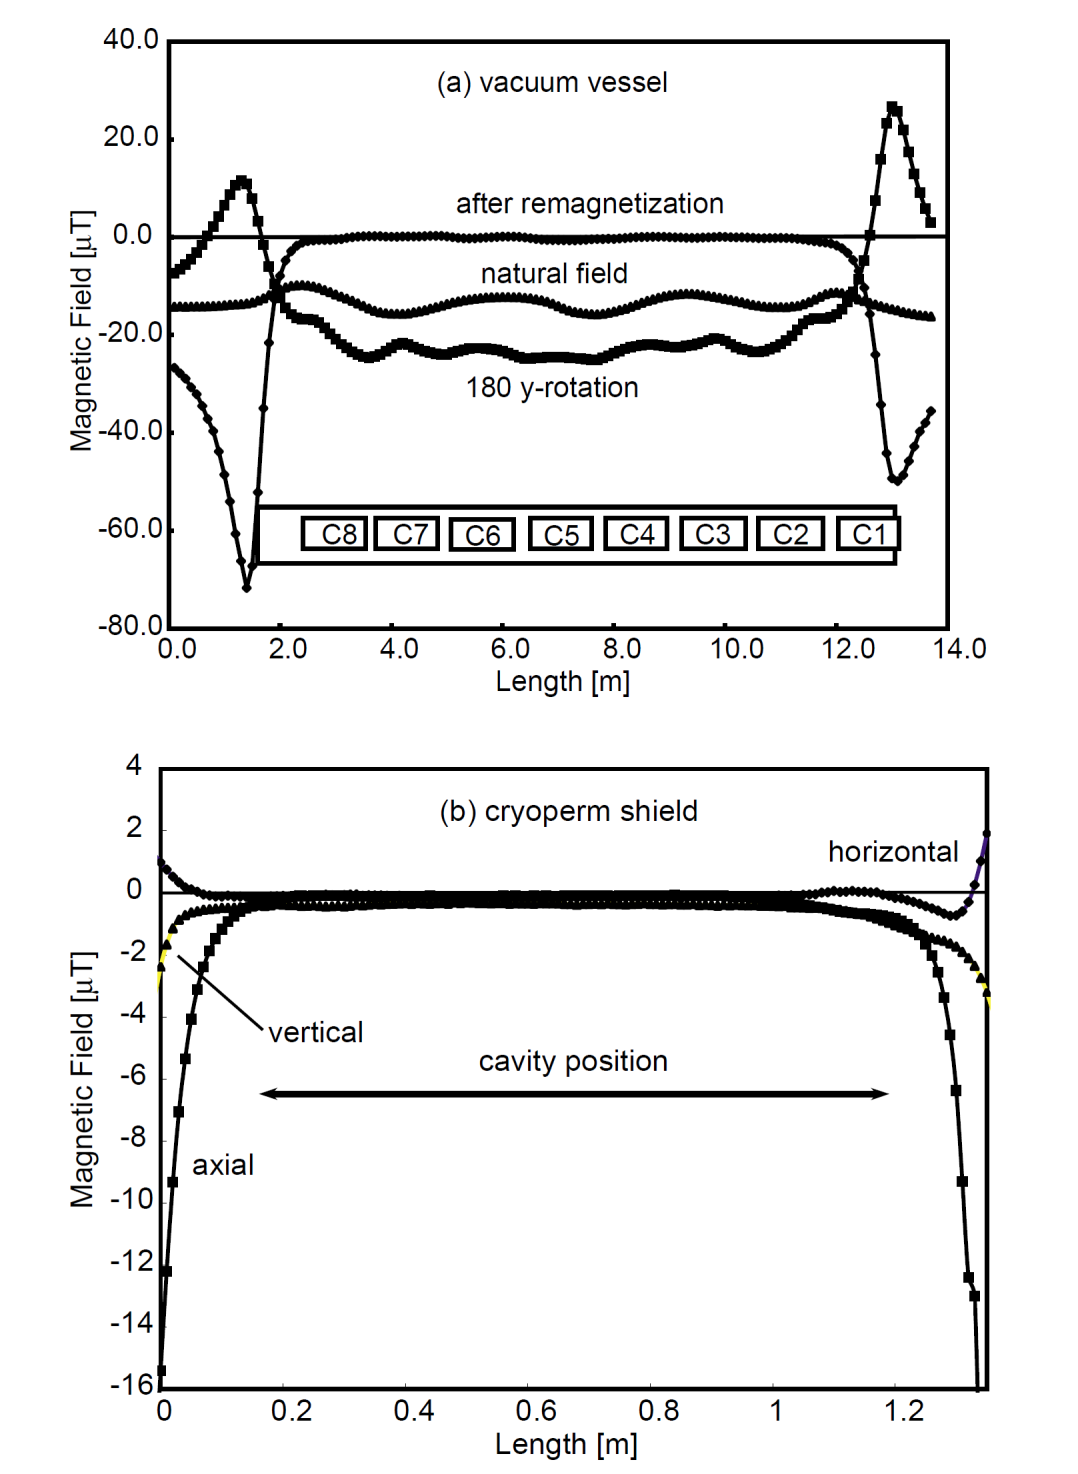 40.0
(a) vacuum vessel
20.0
after remagnetization
0.0
natural field
-20.0
180 y-rotation
-40.0
-60.0
C8 C7 C6 C5 C4 C3 C2 C1
-80.0
0.0 2.0 4.0 6.0 8.0 10.0 12.0 14.0
Length [m]
Magnetic Field [µT]
4
(b) cryoperm shield
2
horizontal
0
-2
-4
vertical
cavity position
-6
-8
axial
-10
-12
-14
-16
0 0.2 0.4 0.6 0.8 1 1.2
Length [m]
Magnetic Field [µT]